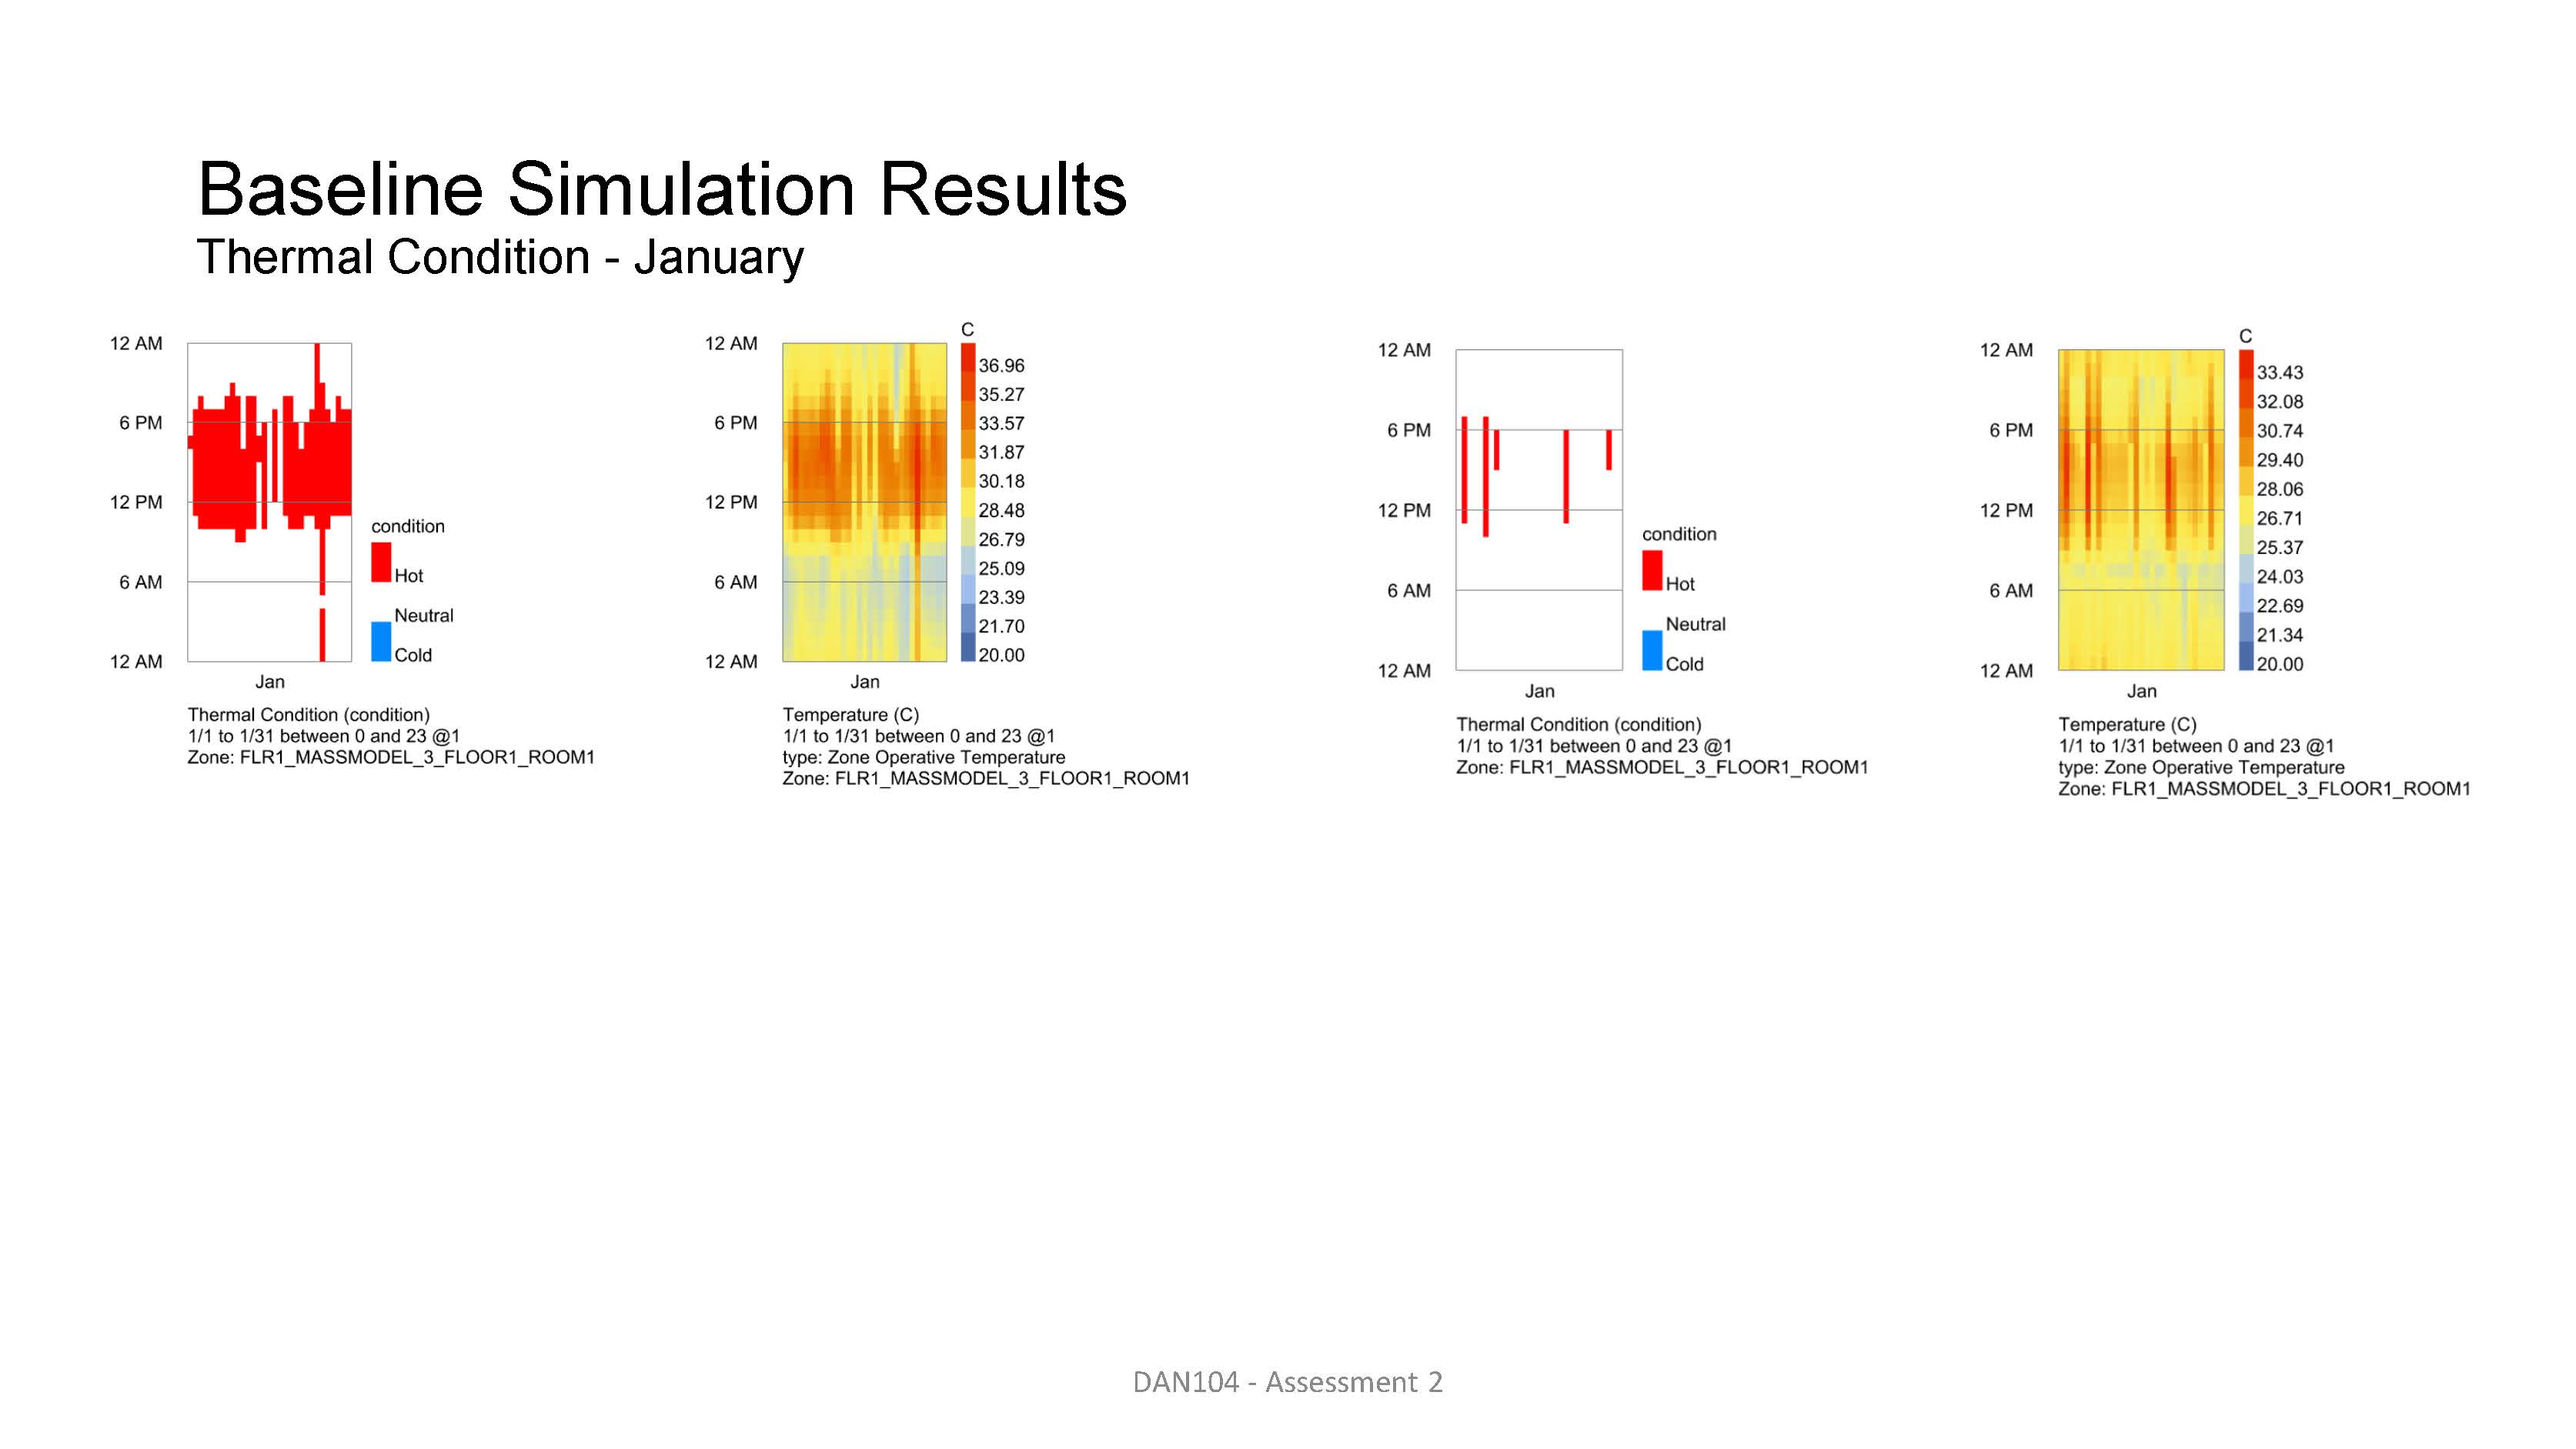 Baseline Simulation Results
Thermal Condition - January
12 AM
6 PM
12 PM
6 AM
12 AM
Jan
condition
Hot
Neutral
Cold
Thermal Condition (condition)
1/1 to 1/31 between 0 and 23 @1
Zone: FLR1_MASSMODEL_3_FLOOR1_ROOM1
12 AM
6 PM
12 PM
6 AM
12 AM
Jan
C
36.96
35.27
33.57
31.87
30.18
28.48
26.79
25.09
23.39
21.70
20.00
Temperature (C)
1/1 to 1/31 between 0 and 23 @1
type: Zone Operative Temperature
Zone: FLR1_MASSMODEL_3_FLOOR1_ROOM1
12 AM
6 PM
12 PM
6 AM
12 AM
Jan
condition
Hot
Neutral
Cold
Thermal Condition (condition)
1/1 to 1/31 between 0 and 23 @1
Zone: FLR1_MASSMODEL_3_FLOOR1_ROOM1
12 AM
6 PM
12 PM
6 AM
12 AM
Jan
C
33.43
32.08
30.74
29.40
28.06
26.71
25.37
24.03
22.69
21.34
20.00
Temperature (C)
1/1 to 1/31 between 0 and 23 @1
type: Zone Operative Temperature
Zone: FLR1_MASSMODEL_3_FLOOR1_ROOM1
DAN104 - Assessment 2